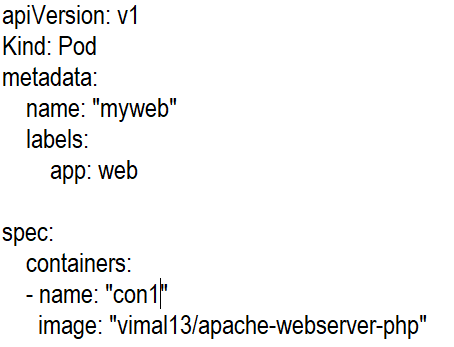 apiVersion: v1
Kind: Pod
metadata:
    name: "myweb"
    labels:
        app: web

spec:
    containers:
    - name: "con1"
      image: "vimal13/apache-webserver-php"